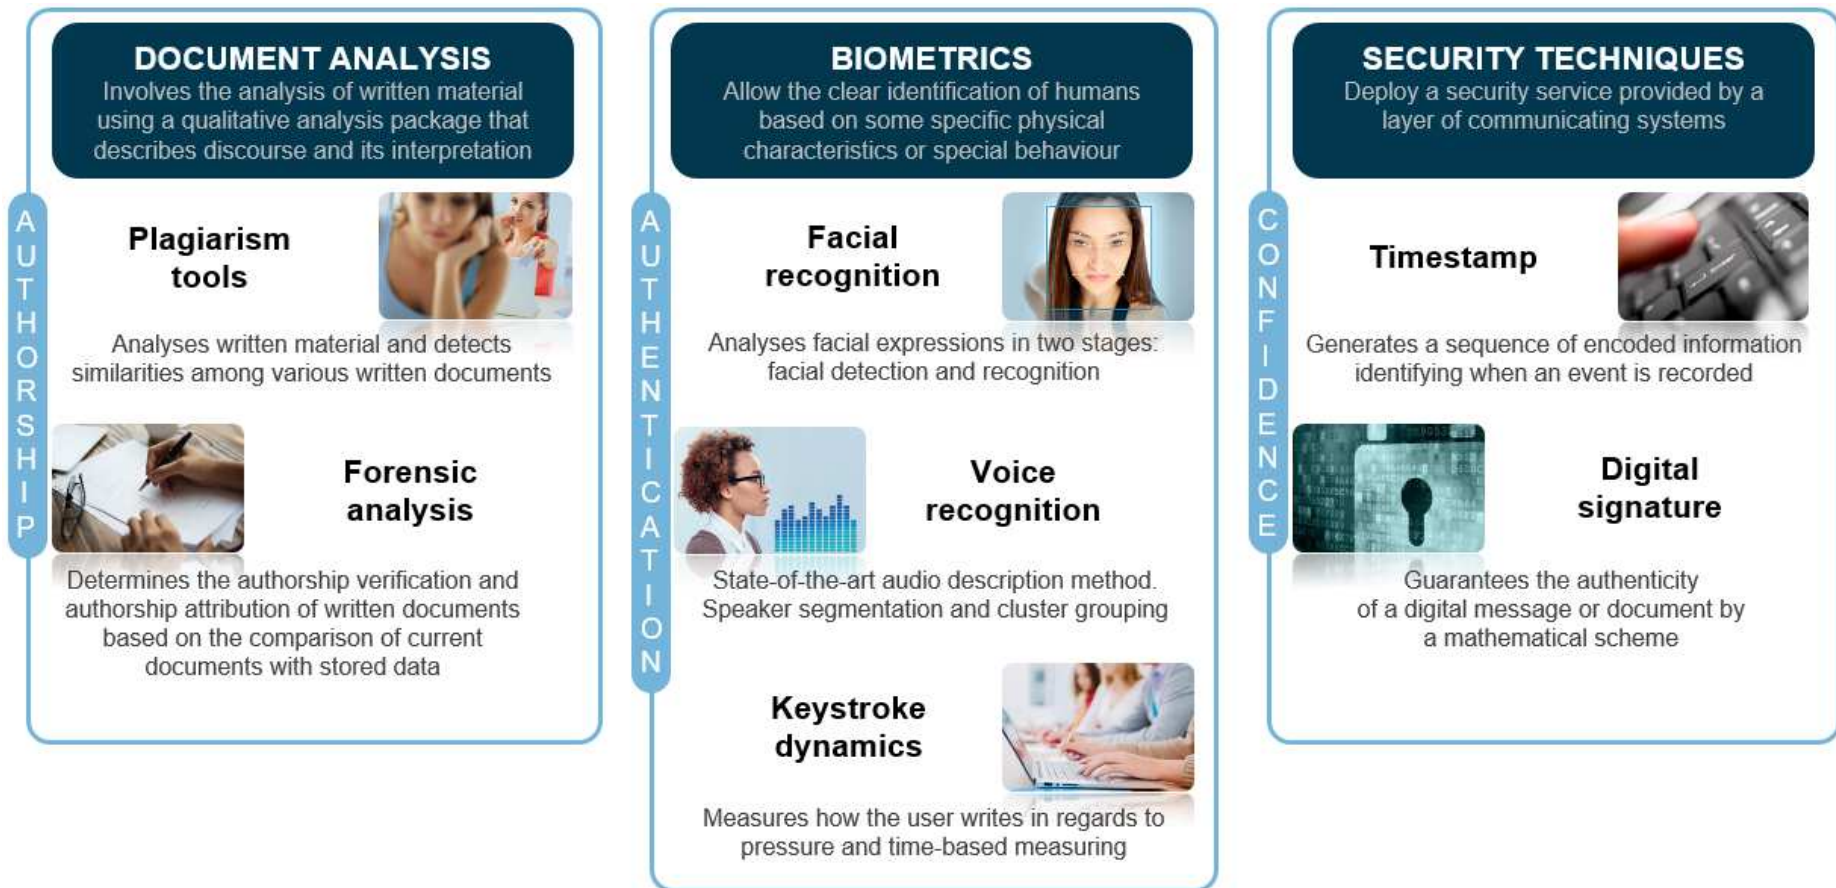 DOCUMENT ANALYSIS
Involves the analysis of written material
using a qualitative analysis package that
describes discourse and its interpretation
AUTHORSHIP
Plagiarism
tools
Analyses written material and detects
similarities among various written documents
Forensic
analysis
Determines the authorship verification and
authorship attribution of written documents
based on the comparison of current
documents with stored data
BIOMETRICS
Allow the clear identification of humans
based on some specific physical
characteristics or special behaviour
AUTHENTICATION
Facial
recognition
Analyses facial expressions in two stages:
facial detection and recognition
Voice
recognition
State-of-the-art audio description method.
Speaker segmentation and cluster grouping
Keystroke
dynamics
Measures how the user writes in regards to
pressure and time-based measuring
SECURITY TECHNIQUES
Deploy a security service provided by a
layer of communicating systems
CONFIDENCE
Timestamp
Generates a sequence of encoded information
identifying when an event is recorded
Digital
signature
Guarantees the authenticity
of a digital message or document by
a mathematical scheme